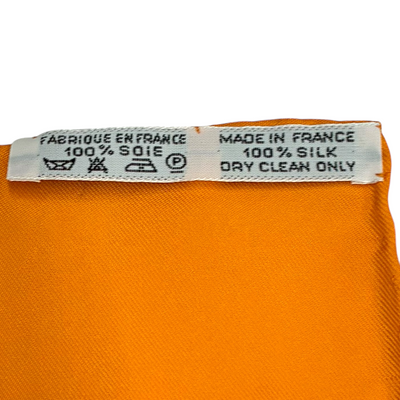 FABRIQUE EN FRANCE
100% SOIE
P
MADE IN FRANCE
100% SILK
DRY CLEAN ONLY